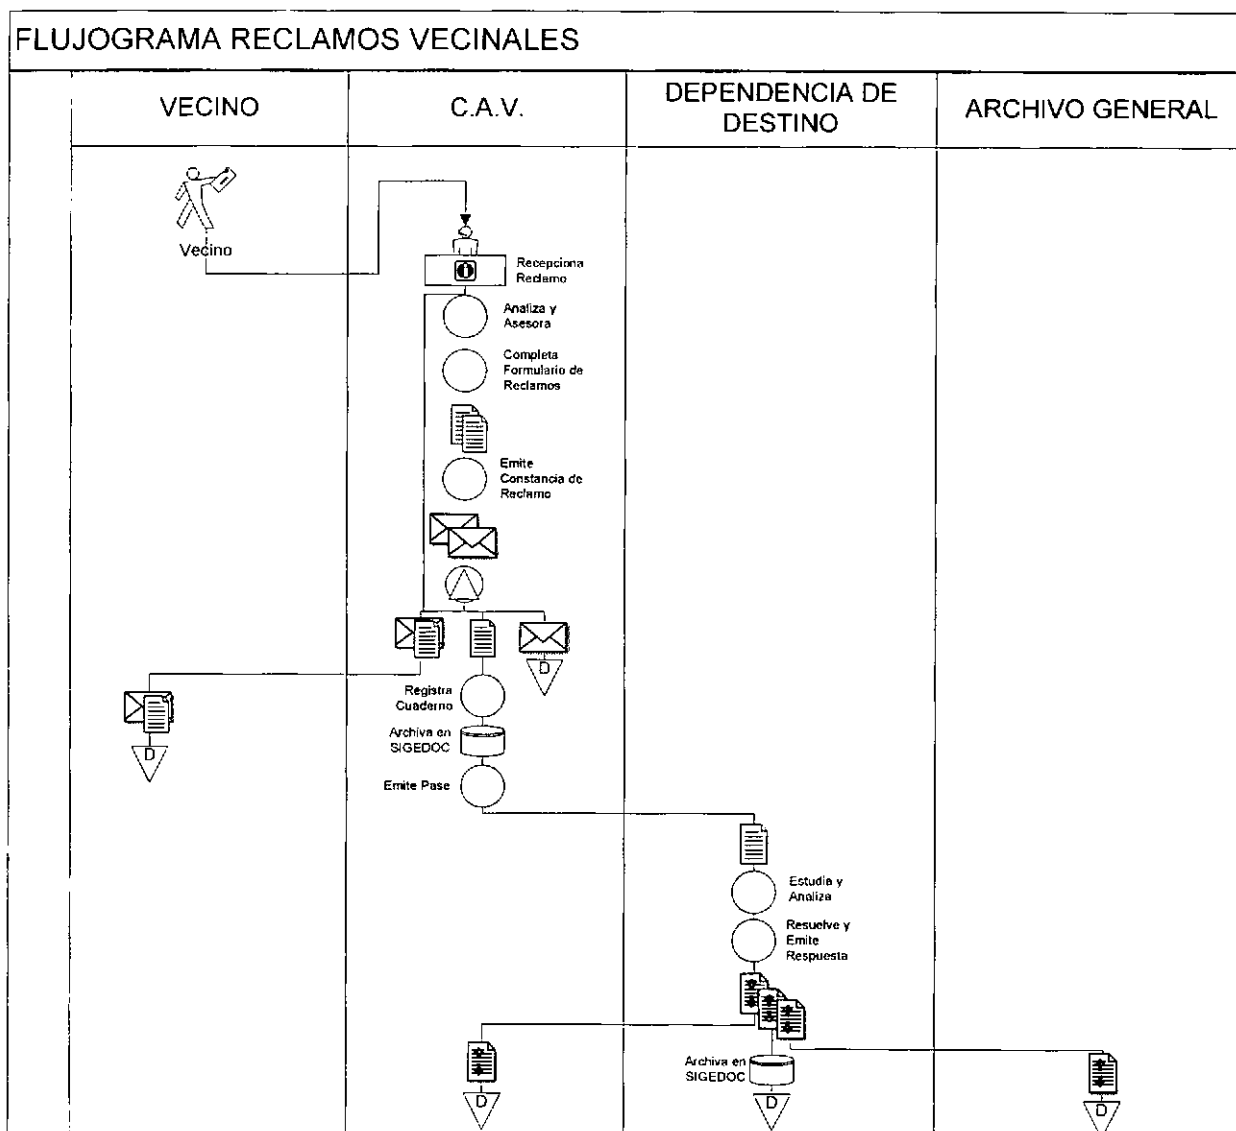 FLUJOGRAMA RECLAMOS VECINALES
VECINO
C.A.V.
DEPENDENCIA DE
DESTINO
ARCHIVO GENERAL
Vecino
Recepciona
Reclamo
Analiza y
Asesora
Completa
Formulario de
Reclamos
Emite
Constancia de
Reclamo
D
Registra
Cuaderno
D
Archiva en
SIGEDOC
Emite Pase
Estudia y
Analiza
Resuelve y
Emite
Respuesta
Archiva en
SIGEDOC
D
D
D